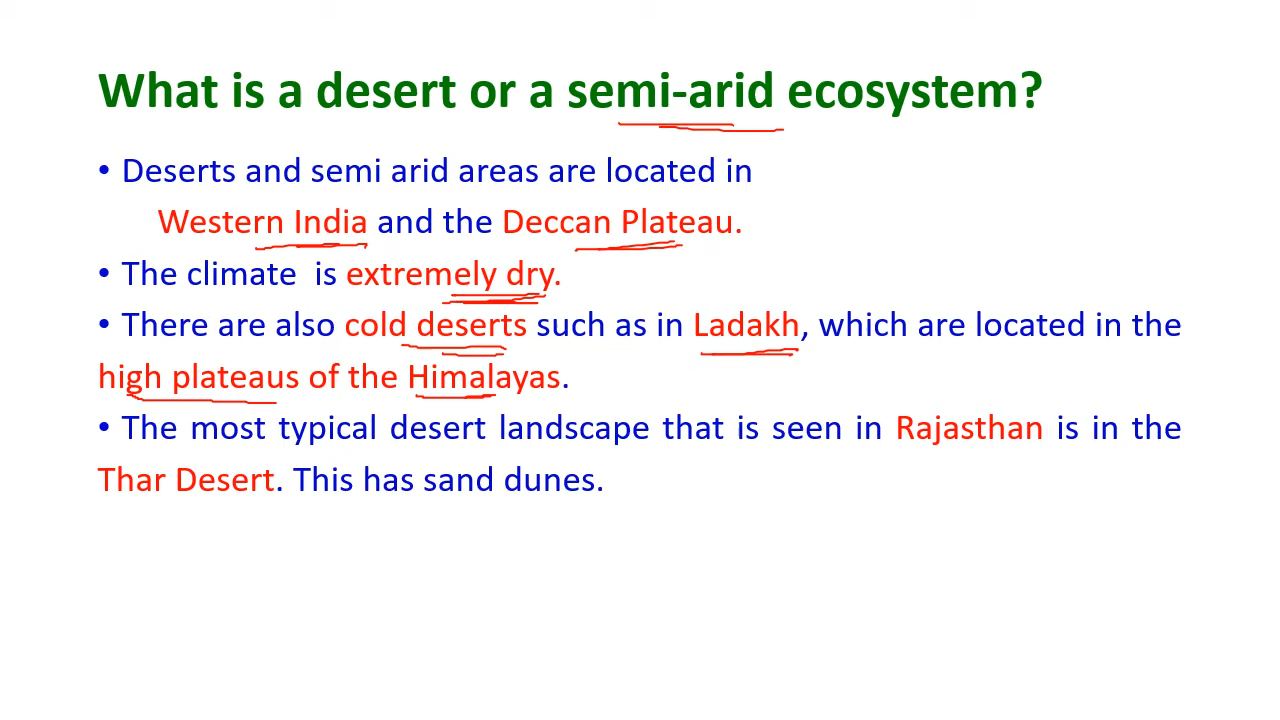 What is a desert or a semi-arid ecosystem?
• Deserts and semi arid areas are located in
Western India and the Deccan Plateau.
• The climate  is extremely dry.
• There are also cold deserts such as in Ladakh, which are located in the
high plateaus of the Himalayas.
• The most typical desert landscape that is seen in Rajasthan is in the
Thar Desert. This has sand dunes.